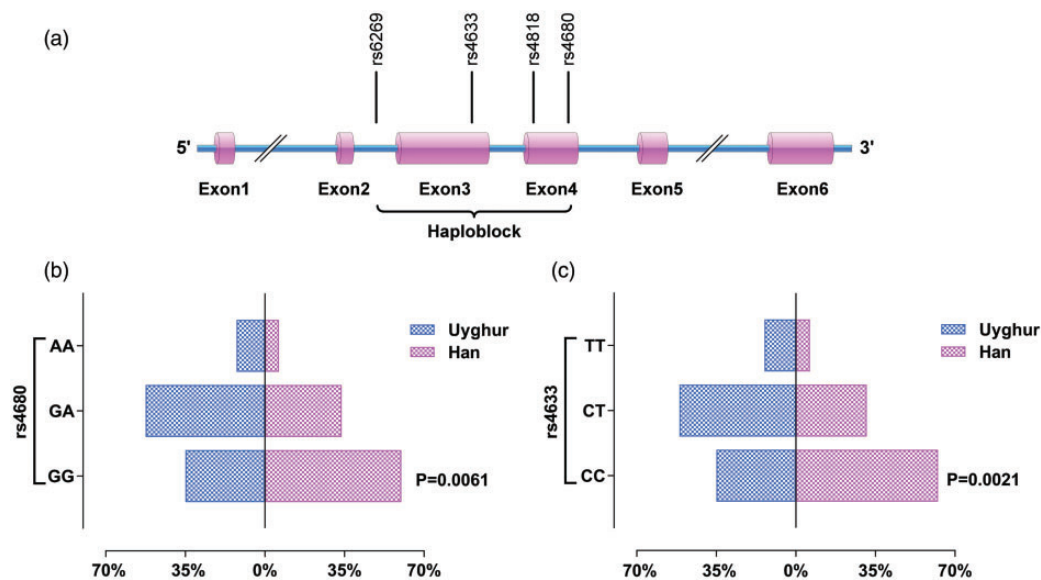 (a)
rs6269
rs4633
rs4818
rs4680
5' 3'
Exon1 Exon2 Exon3 Exon4 Exon5 Exon6
Haploblock
(b)
Uyghur
Han
rs4680
AA
GA
GG
P=0.0061
70% 35% 0% 35% 70%
(c)
Uyghur
Han
rs4633
TT
CT
CC
P=0.0021
70% 35% 0% 35% 70%